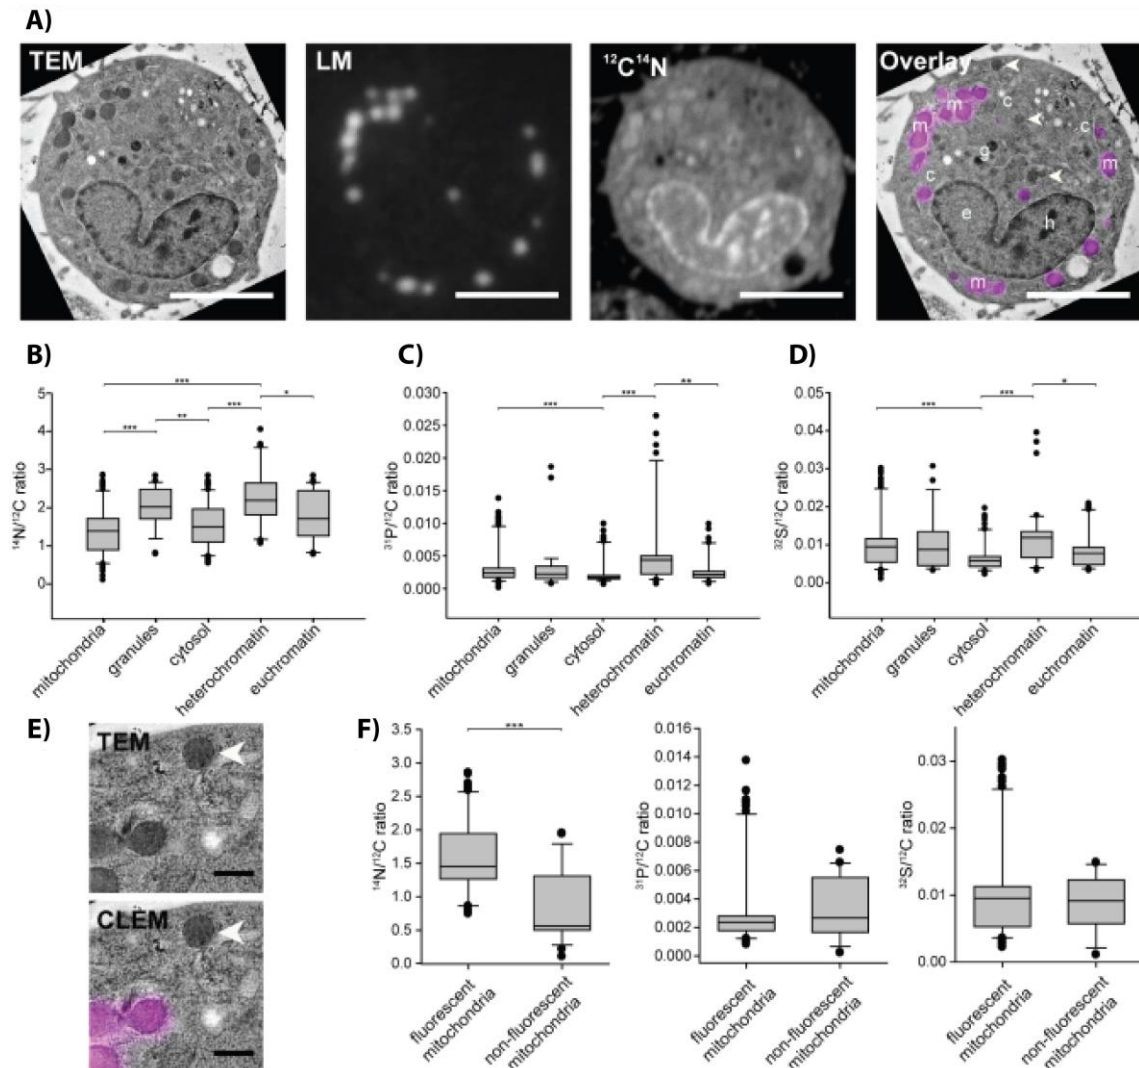 A)
TEM
LM
¹²C¹⁴N
Overlay
m
m
c
c
m
g
c
e
h
m
B)
C)
D)
***
***
**
***
*
¹⁴N/¹²C ratio
5
4
3
2
1
0
mitochondria
granules
cytosol
heterochromatin
euchromatin
***
***
**
³¹P/¹²C ratio
0.030
0.025
0.020
0.015
0.010
0.005
0.000
mitochondria
granules
cytosol
heterochromatin
euchromatin
***
***
*
³²S/¹²C ratio
0.05
0.04
0.03
0.02
0.01
0.00
mitochondria
granules
cytosol
heterochromatin
euchromatin
E)
TEM
CLEM
F)
***
¹⁴N/¹²C ratio
3.5
3.0
2.5
2.0
1.5
1.0
0.5
0.0
fluorescent
mitochondria
non-fluorescent
mitochondria
³¹P/¹²C ratio
0.016
0.014
0.012
0.010
0.008
0.006
0.004
0.002
0.000
fluorescent
mitochondria
non-fluorescent
mitochondria
³²S/¹²C ratio
0.03
0.02
0.01
0.00
fluorescent
mitochondria
non-fluorescent
mitochondria